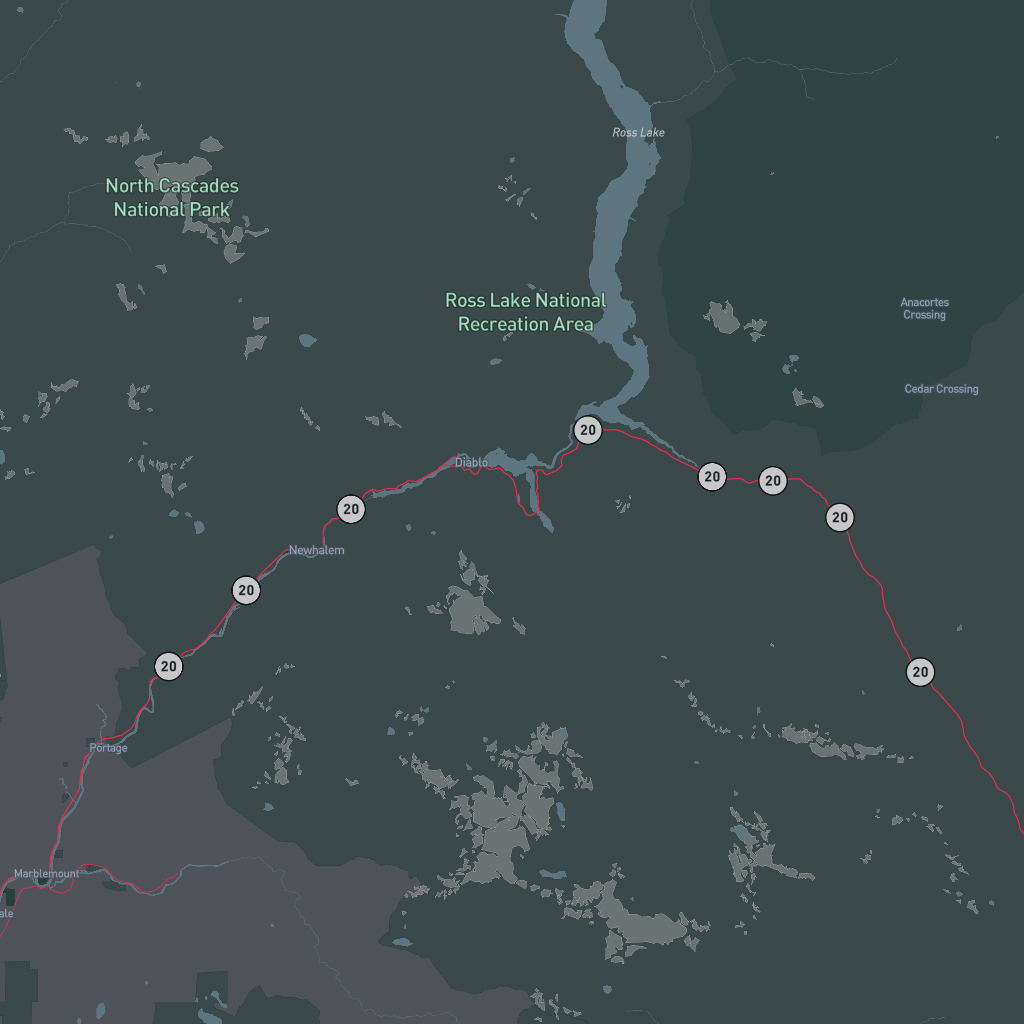 Ross Lake
North Cascades
National Park
Ross Lake National
Recreation Area
Anacortes
Crossing
Cedar Crossing
20
Diablo
20
20
20
20
Newhalem
20
20
20
Portage
Marblemount
ale